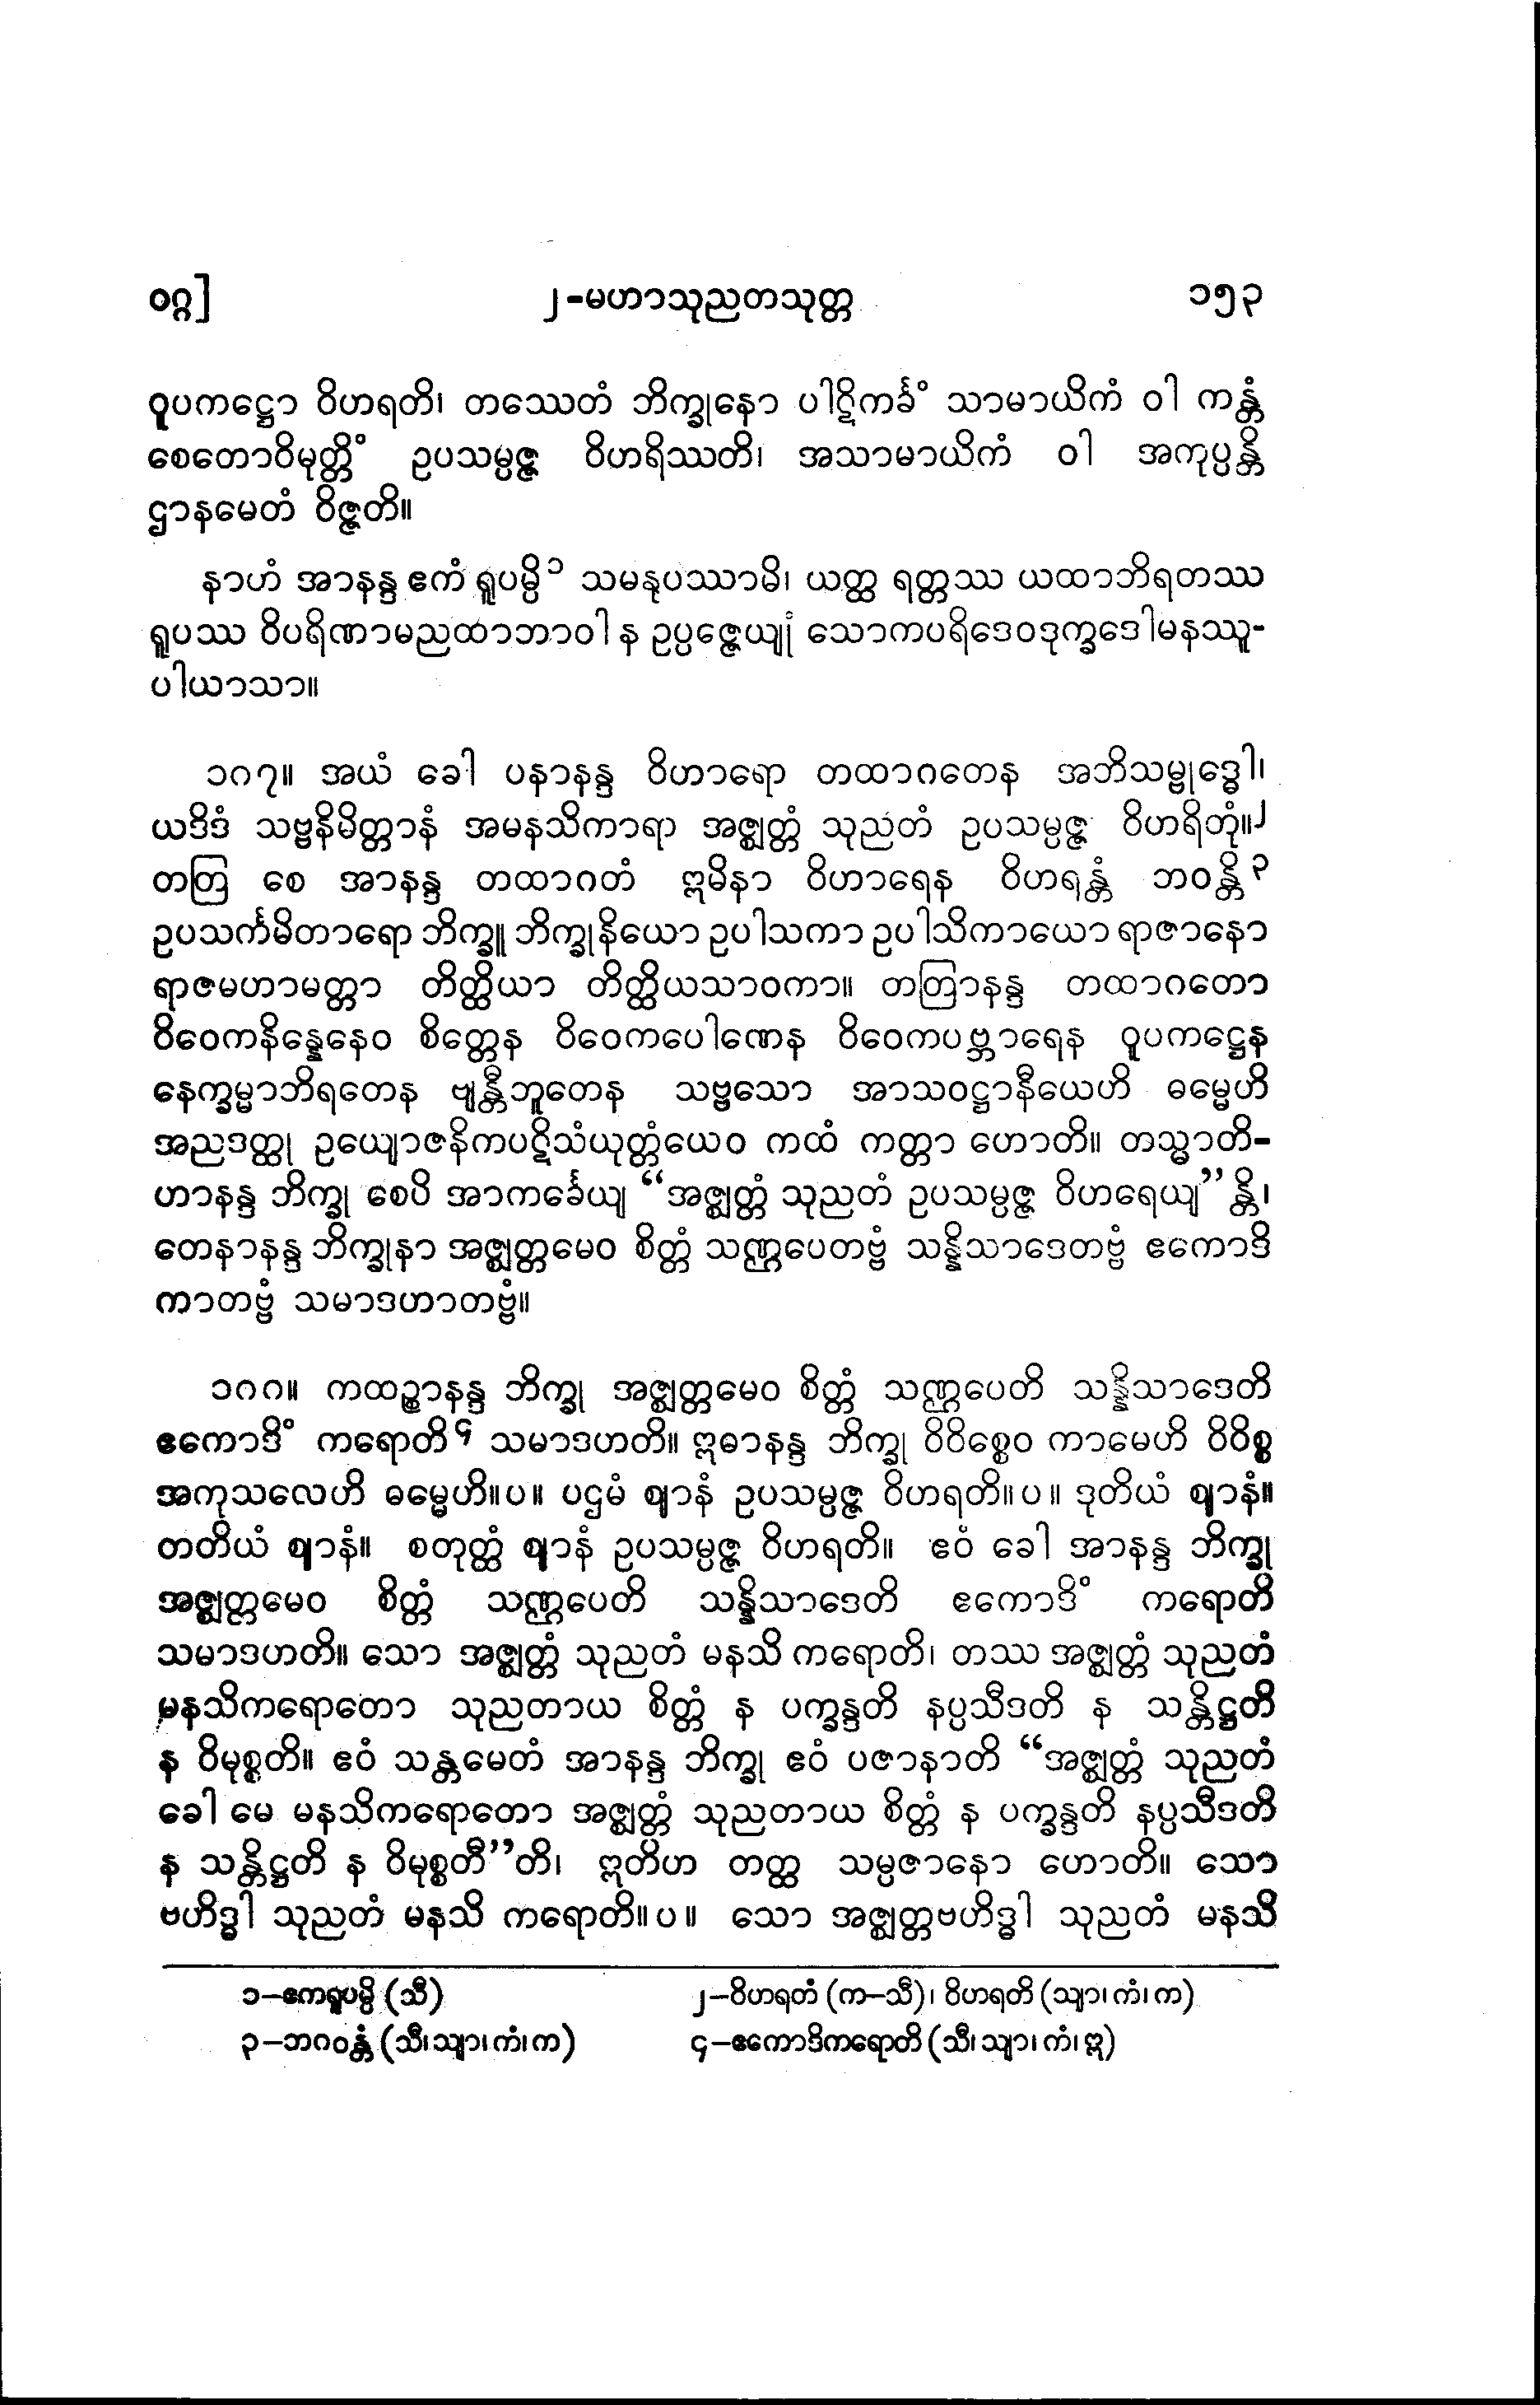 ဝဂ္ဂ]
၂-မဟာသုညတသုတ္တ
၁၅၃
ဝူပကဋ္ဌော ဝိဟရတိ၊ တဿေတံ ဘိက္ခုနော ပါဋိကင်္ခံ သာမာယိကံ ဝါ ကန္တံ
စေတောဝိမုတ္တိံ ဥပသမ္ပဇ္ဇ ဝိဟရိဿတိ၊ အသာမာယိကံ ဝါ အကုပ္ပန္တိ
ဌာနမေတံ ဝိဇ္ဇတိ။
နာဟံ အာနန္ဒ ဧကံ ရူပမ္ပိ၁ သမနုပဿာမိ၊ ယတ္ထ ရတ္တဿ ယထာဘိရတဿ
ရူပဿ ဝိပရိဏာမညထာဘာဝါ န ဥပ္ပဇ္ဇေယျုံ သောကပရိဒေဝဒုက္ခဒေါမနဿူ-
ပါယာသာ။
၁၈၇။ အယံ ခေါ ပနာနန္ဒ ဝိဟာရော တထာဂတေန အဘိသမ္ဗုဒ္ဓေါ၊
ယဒိဒံ သဗ္ဗနိမိတ္တာနံ အမနသိကာရာ အဇ္ဈတ္တံ သုညတံ ဥပသမ္ပဇ္ဇ ဝိဟရိတုံ။၂
တတြ စေ အာနန္ဒ တထာဂတံ ဣမိနာ ဝိဟာရေန ဝိဟရန္တံ ဘဝန္တိ၃
ဥပသင်္ကမိတာရော ဘိက္ခူ ဘိက္ခုနိယော ဥပါသကာ ဥပါသိကာယော ရာဇာနော
ရာဇမဟာမတ္တာ တိတ္ထိယာ တိတ္ထိယသာဝကာ။ တတြာနန္ဒ တထာဂတော
ဝိဝေကနိန္နေနေဝ စိတ္တေန ဝိဝေကပေါဏေန ဝိဝေကပဗ္ဘာရေန ဝူပကဋ္ဌေန
နေက္ခမ္မာဘိရတေန ဗျန္တီဘူတေန သဗ္ဗသော အာသဝဋ္ဌာနီယေဟိ ဓမ္မေဟိ
အညဒတ္ထု ဥယျောဇနိကပဋိသံယုတ္တံယေဝ ကထံ ကတ္တာ ဟောတိ။ တသ္မာတိ-
ဟာနန္ဒ ဘိက္ခု စေပိ အာကင်္ခေယျ “အဇ္ဈတ္တံ သုညတံ ဥပသမ္ပဇ္ဇ ဝိဟရေယျ” န္တိ၊
တေနာနန္ဒ ဘိက္ခုနာ အဇ္ဈတ္တမေဝ စိတ္တံ သဏ္ဌပေတဗ္ဗံ သန္နိသာဒေတဗ္ဗံ ဧကောဒိ
ကာတဗ္ဗံ သမာဒဟာတဗ္ဗံ။
၁၈၈။ ကထဉ္စာနန္ဒ ဘိက္ခု အဇ္ဈတ္တမေဝ စိတ္တံ သဏ္ဌပေတိ သန္နိသာဒေတိ
ဧကောဒိံ ကရောတိ၄ သမာဒဟတိ။ ဣဓာနန္ဒ ဘိက္ခု ဝိဝိစ္စေဝ ကာမေဟိ ဝိဝိစ္စ
အကုသလေဟိ ဓမ္မေဟိ။ပ။ ပဌမံ ဈာနံ ဥပသမ္ပဇ္ဇ ဝိဟရတိ။ပ။ ဒုတိယံ ဈာနံ။
တတိယံ ဈာနံ။ စတုတ္ထံ ဈာနံ ဥပသမ္ပဇ္ဇ ဝိဟရတိ။ ဧဝံ ခေါ အာနန္ဒ ဘိက္ခု
အဇ္ဈတ္တမေဝ စိတ္တံ သဏ္ဌပေတိ သန္နိသာဒေတိ ဧကောဒိံ ကရောတိ
သမာဒဟတိ။ သော အဇ္ဈတ္တံ သုညတံ မနသိ ကရောတိ၊ တဿ အဇ္ဈတ္တံ သုညတံ
မနသိကရောတော သုညတာယ စိတ္တံ န ပက္ခန္ဒတိ နပ္ပသီဒတိ န သန္တိဋ္ဌတိ
န ဝိမုစ္စတိ။ ဧဝံ သန္တမေတံ အာနန္ဒ ဘိက္ခု ဧဝံ ပဇာနာတိ “အဇ္ဈတ္တံ သုညတံ
ခေါ မေ မနသိကရောတော အဇ္ဈတ္တံ သုညတာယ စိတ္တံ န ပက္ခန္ဒတိ နပ္ပသီဒတိ
န သန္တိဋ္ဌတိ န ဝိမုစ္စတီ”တိ၊ ဣတိဟ တတ္ထ သမ္ပဇာနော ဟောတိ။ သော
ဗဟိဒ္ဓါ သုညတံ မနသိ ကရောတိ။ပ။ သော အဇ္ဈတ္တဗဟိဒ္ဓါ သုညတံ မနသိ
၁–ဧကရူပမ္ပိ (သီ)
၂–ဝိဟရတံ (က–သီ)၊ ဝိဟရတိ (သျာ၊ ကံ၊ က)
၃–ဘဂဝန္တံ (သီ၊ သျာ၊ ကံ၊ က)
၄–ဧကောဒိကရောတိ (သီ၊ သျာ၊ ကံ၊ ဣ)